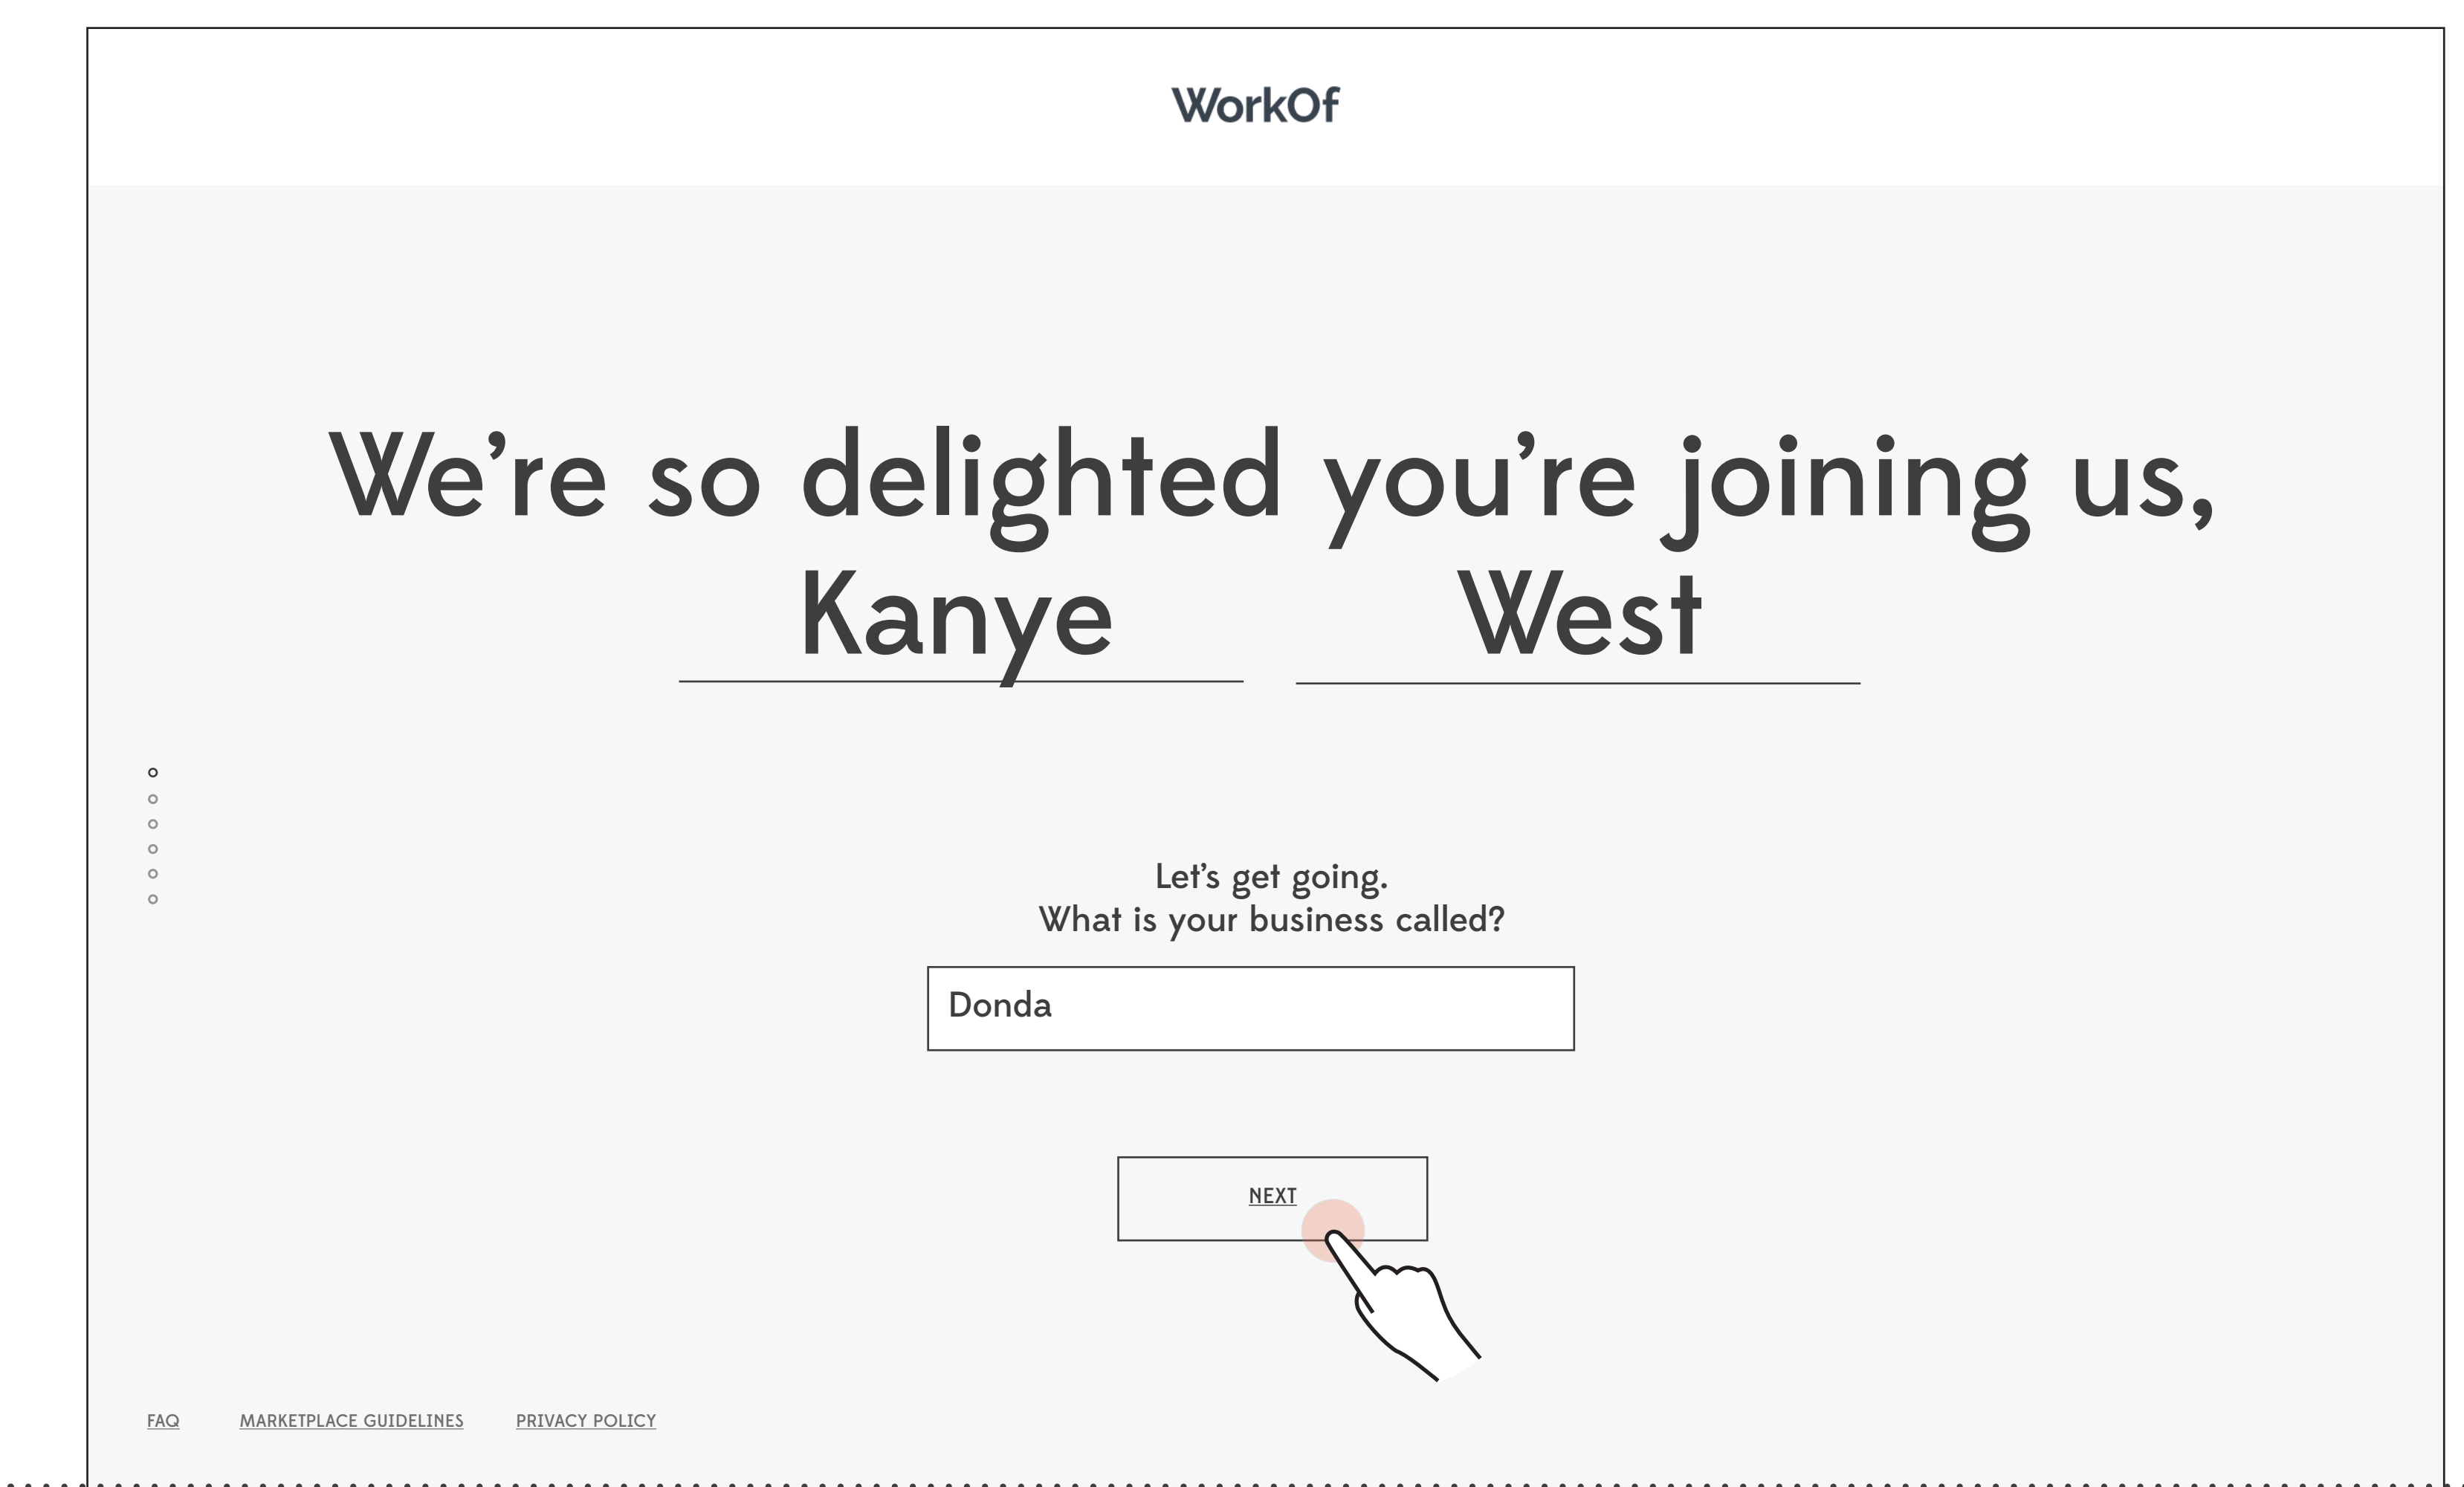 WorkOf
We’re so delighted you’re joining us,
Kanye West
Let’s get going.
What is your business called?
Donda
NEXT
FAQ MARKETPLACE GUIDELINES PRIVACY POLICY